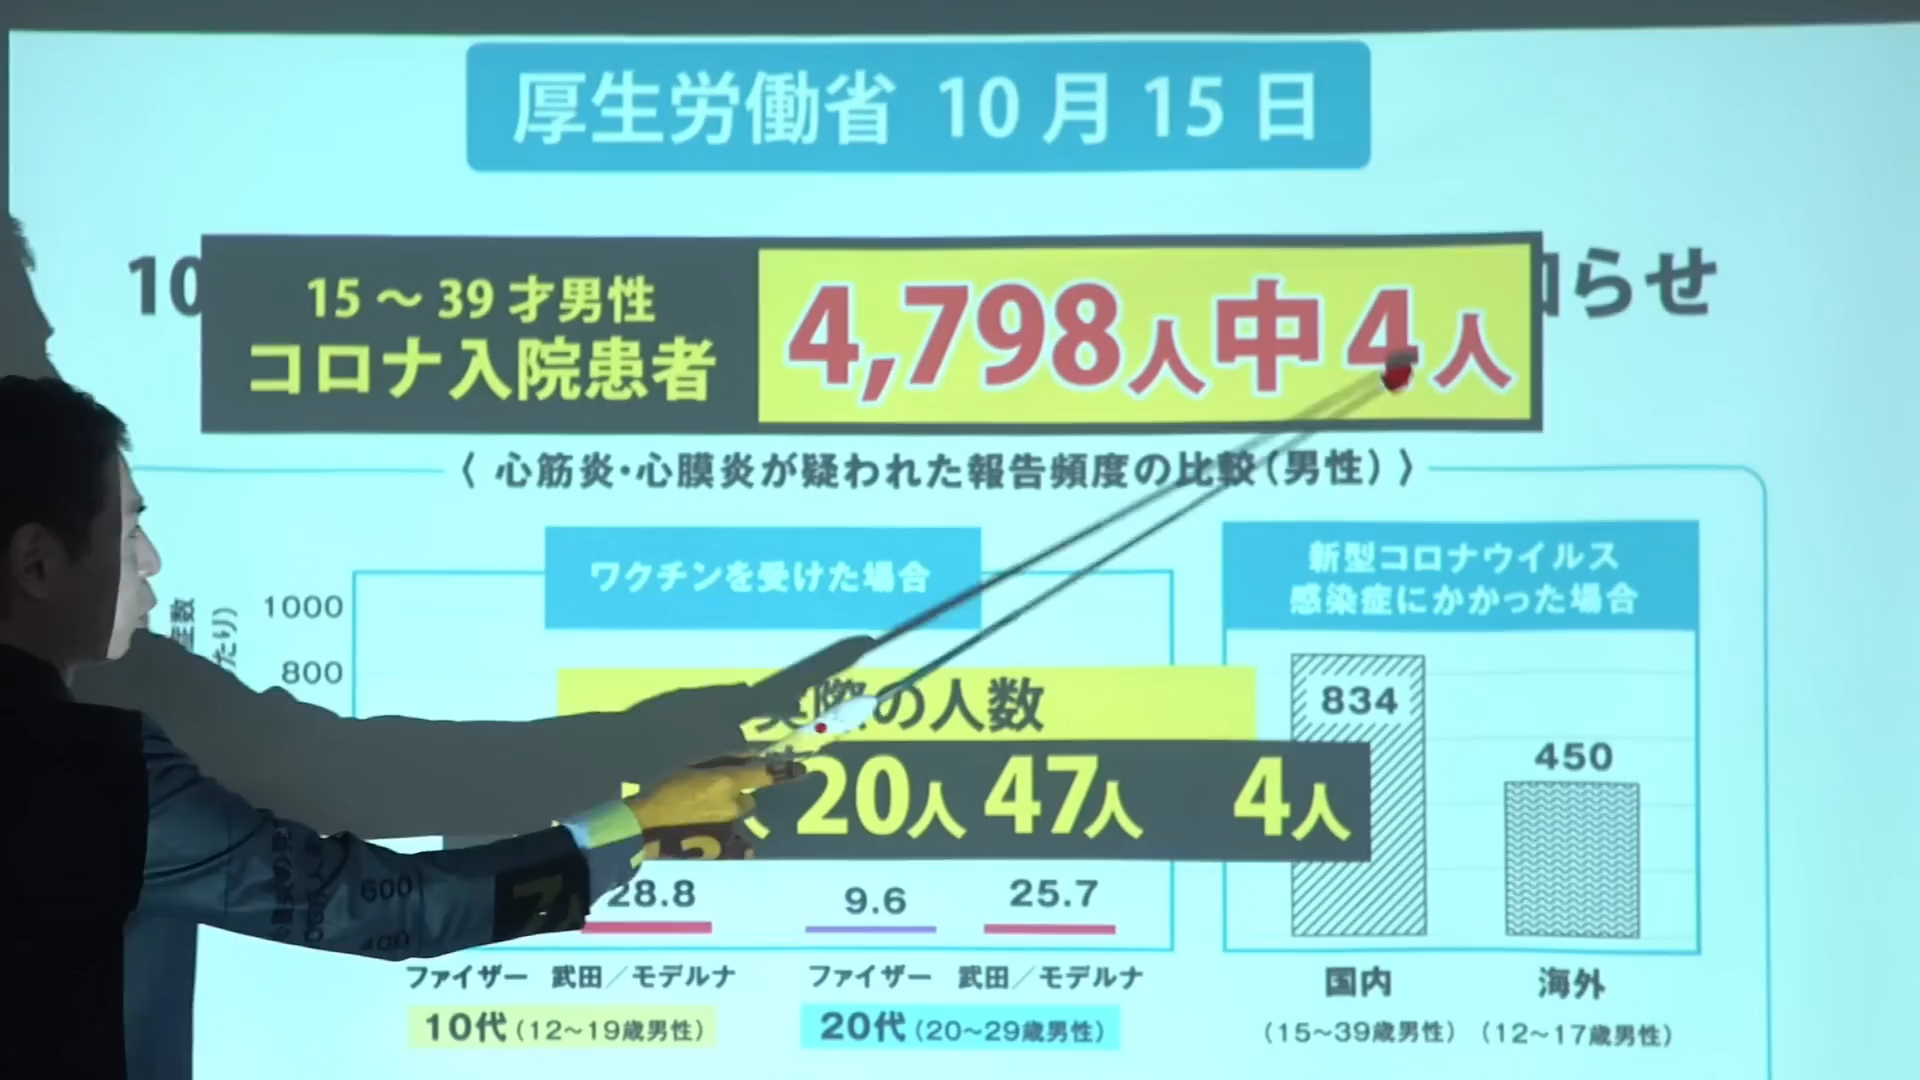 厚生労働省 10月15日
10
知らせ
15～39才男性
コロナ入院患者
4,798人中4人
〈 心筋炎・心膜炎が疑われた報告頻度の比較(男性) 〉
ワクチンを受けた場合
新型コロナウイルス
感染症にかかった場合
1000
800
600
400
実際の人数
20人 47人 4人
834
450
28.8
9.6
25.7
ファイザー 武田／モデルナ
ファイザー 武田／モデルナ
国内
海外
10代(12～19歳男性)
20代(20～29歳男性)
(15～39歳男性)
(12～17歳男性)